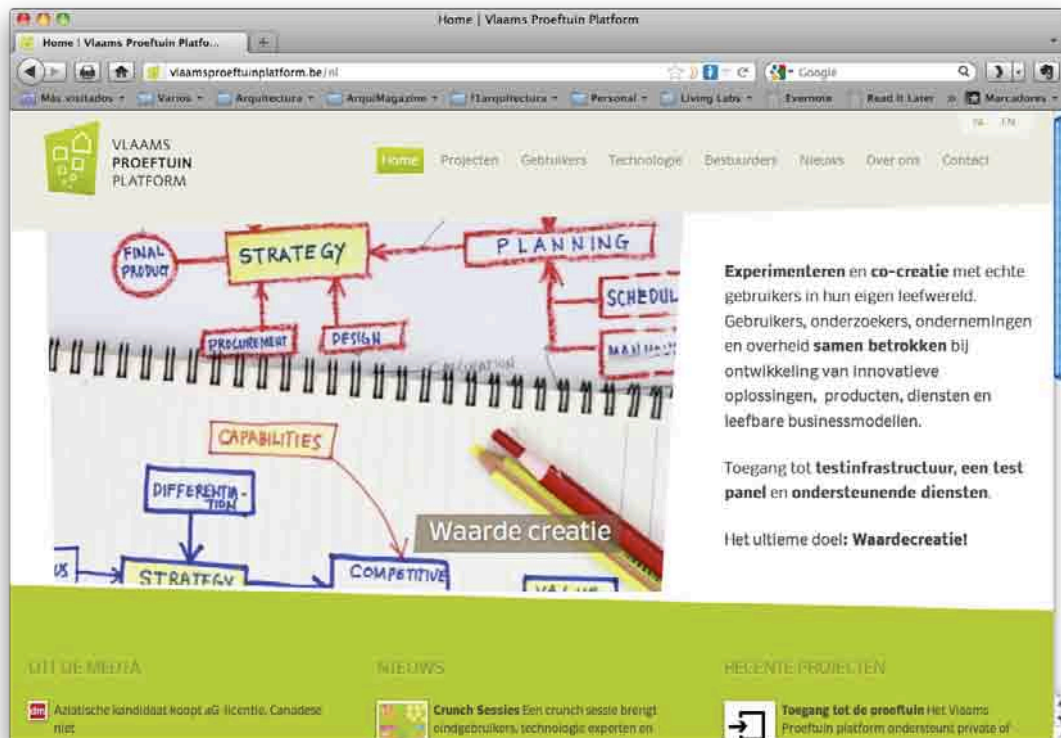 Home | Vlaams Proeftuin Platform
Home | Vlaams Proeftuin Platfo...
vlaamsproeftuinplatform.be/nl
Google
Más visitados
Varios
Arquitectura
ArquiMagazine
Personal
Living Labs
Evernote
Read It Later
Marcadores
NL EN
VLAAMS
PROEFTUIN
PLATFORM
Home Projecten Gebruikers Technologie Bestuurders Nieuws Over ons Contact
FINAL
PRODUCT
STRATEGY
PLANNING
SCHEDUL
PROCUREMENT
DESIGN
CAPABILITIES
DIFFERENTIA-
TION
Waarde creatie
US
STRATEGY
COMPETITIVE
VALUE
Experimenteren en co-creatie met echte
gebruikers in hun eigen leefwereld.
Gebruikers, onderzoekers, ondernemingen
en overheid samen betrokken bij
ontwikkeling van innovatieve
oplossingen, producten, diensten en
leefbare businessmodellen.
Toegang tot testinfrastructuur, een test
panel en ondersteunende diensten.
Het ultieme doel: Waardecreatie!
UIT DE MEDIA
dm Aziatische kandidaat koopt 4G-licentie, Canadese
niet
NIEUWS
Crunch Sessies Een crunch sessie brengt
eindgebruikers, technologie experten en
RECENTE PROJECTEN
Toegang tot de proeftuin Het Vlaams
Proeftuin platform ondersteunt private of